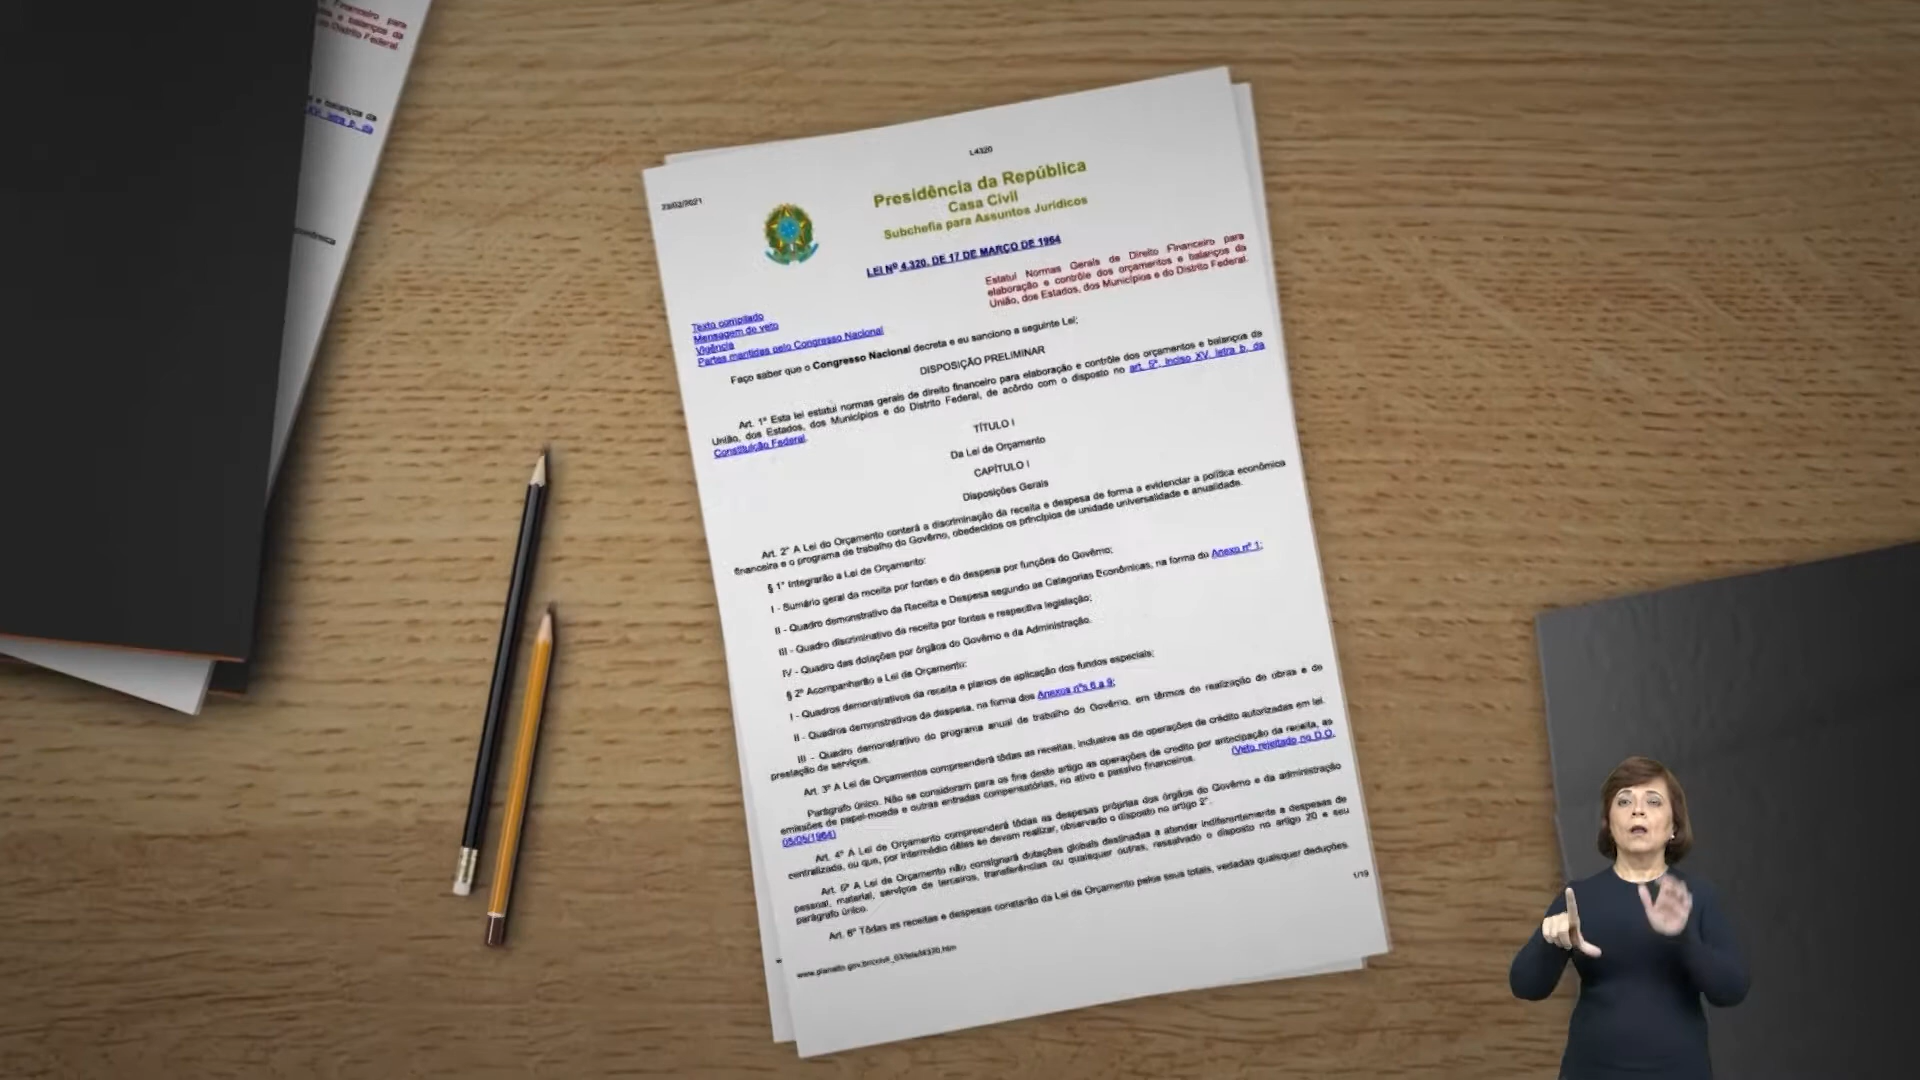 Financeiro para
e balanços da
Distrito Federal.
e balanços da
L4320
23/02/2021
Presidência da República
Casa Civil
Subchefia para Assuntos Jurídicos
LEI Nº 4.320, DE 17 DE MARÇO DE 1964
Estatui Normas Gerais de Direito Financeiro para
elaboração e contrôle dos orçamentos e balanços da
União, dos Estados, dos Municípios e do Distrito Federal.
Texto compilado
Mensagem de veto
Vigência
Partes mantidas pelo Congresso Nacional
Faço saber que o Congresso Nacional decreta e eu sanciono a seguinte Lei;
DISPOSIÇÃO PRELIMINAR
Art. 1º Esta lei estatui normas gerais de direito financeiro para elaboração e contrôle dos orçamentos e balanços da
União, dos Estados, dos Municípios e do Distrito Federal, de acôrdo com o disposto no art. 5º, inciso XV, letra b, da
Constituição Federal.
TÍTULO I
Da Lei de Orçamento
CAPÍTULO I
Disposições Gerais
Art. 2° A Lei do Orçamento conterá a discriminação da receita e despesa de forma a evidenciar a política econômica
financeira e o programa de trabalho do Govêrno, obedecidos os princípios de unidade universalidade e anualidade.
§ 1° Integrarão a Lei de Orçamento:
I - Sumário geral da receita por fontes e da despesa por funções do Govêrno;
II - Quadro demonstrativo da Receita e Despesa segundo as Categorias Econômicas, na forma do Anexo nº 1;
III - Quadro discriminativo da receita por fontes e respectiva legislação;
IV - Quadro das dotações por órgãos do Govêrno e da Administração.
§ 2º Acompanharão a Lei de Orçamento:
I - Quadros demonstrativos da receita e planos de aplicação dos fundos especiais;
II - Quadros demonstrativos da despesa, na forma dos Anexos nºs 6 a 9;
III - Quadro demonstrativo do programa anual de trabalho do Govêrno, em têrmos de realização de obras e de
prestação de serviços.
Art. 3º A Lei de Orçamentos compreenderá tôdas as receitas, inclusive as de operações de crédito autorizadas em lei.
Parágrafo único. Não se consideram para os fins deste artigo as operações de credito por antecipação da receita, as
emissões de papel-moeda e outras entradas compensatórias, no ativo e passivo financeiros. (Veto rejeitado no D.O.
05/05/1964)
Art. 4º A Lei de Orçamento compreenderá tôdas as despesas próprias dos órgãos do Govêrno e da administração
centralizada, ou que, por intermédio dêles se devam realizar, observado o disposto no artigo 2°.
Art. 5º A Lei de Orçamento não consignará dotações globais destinadas a atender indiferentemente a despesas de
pessoal, material, serviços de terceiros, transferências ou quaisquer outras, ressalvado o disposto no artigo 20 e seu
parágrafo único.
Art. 6º Tôdas as receitas e despesas constarão da Lei de Orçamento pelos seus totais, vedadas quaisquer deduções.
1/19
www.planalto.gov.br/ccivil_03/leis/l4320.htm